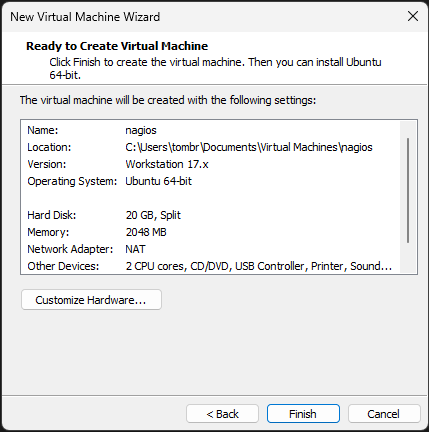 New Virtual Machine Wizard
Ready to Create Virtual Machine
Click Finish to create the virtual machine. Then you can install Ubuntu
64-bit.
The virtual machine will be created with the following settings:
Name: nagios
Location: C:\Users\tombr\Documents\Virtual Machines\nagios
Version: Workstation 17.x
Operating System: Ubuntu 64-bit
Hard Disk: 20 GB, Split
Memory: 2048 MB
Network Adapter: NAT
Other Devices: 2 CPU cores, CD/DVD, USB Controller, Printer, Sound...
Customize Hardware...
< Back Finish Cancel